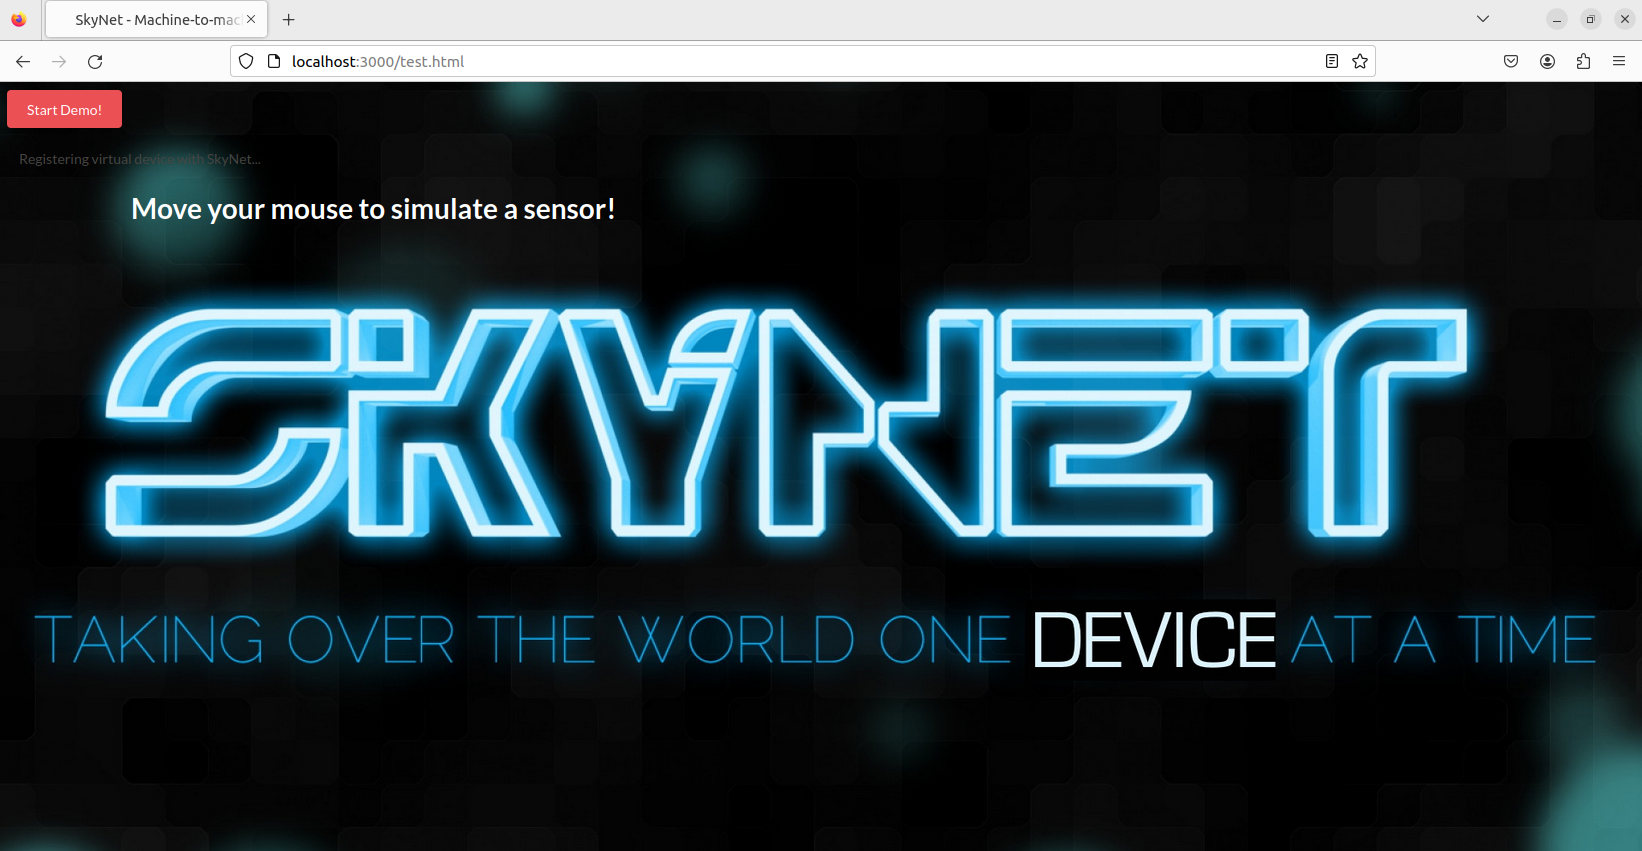 SkyNet - Machine-to-mac
localhost:3000/test.html
Start Demo!
Registering virtual device with SkyNet...
Move your mouse to simulate a sensor!
SKYNET
TAKING OVER THE WORLD ONE DEVICE AT A TIME